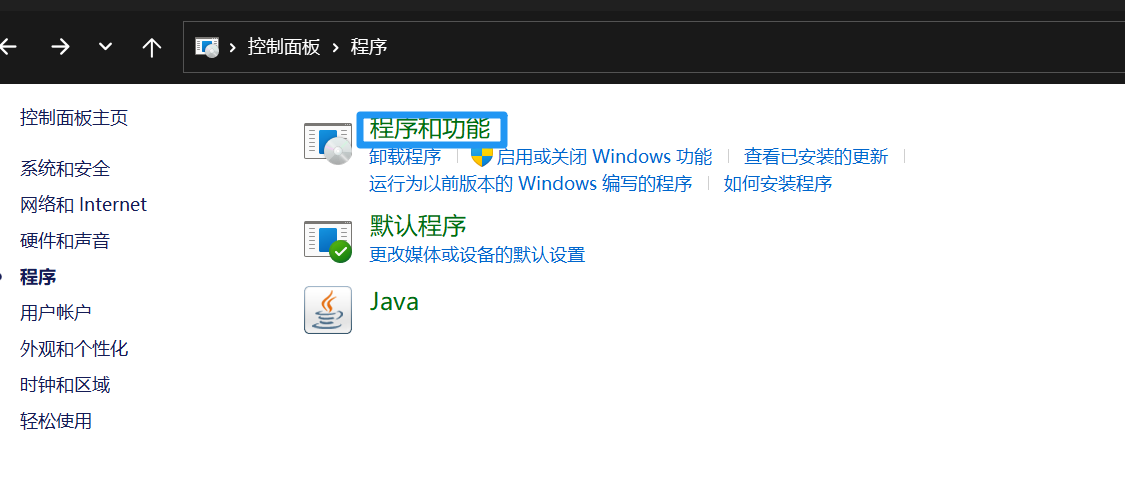 控制面板 程序
控制面板主页
系统和安全
网络和 Internet
硬件和声音
程序
用户帐户
外观和个性化
时钟和区域
轻松使用
程序和功能
卸载程序 启用或关闭 Windows 功能 查看已安装的更新
运行为以前版本的 Windows 编写的程序 如何安装程序
默认程序
更改媒体或设备的默认设置
Java